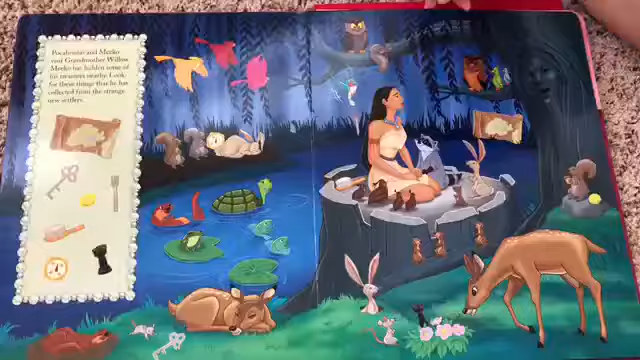 Pocahontas and Meeko
visit Grandmother Willow.
Meeko has hidden some of
his treasures nearby. Look
for these things that he has
collected from the strange
new settlers.